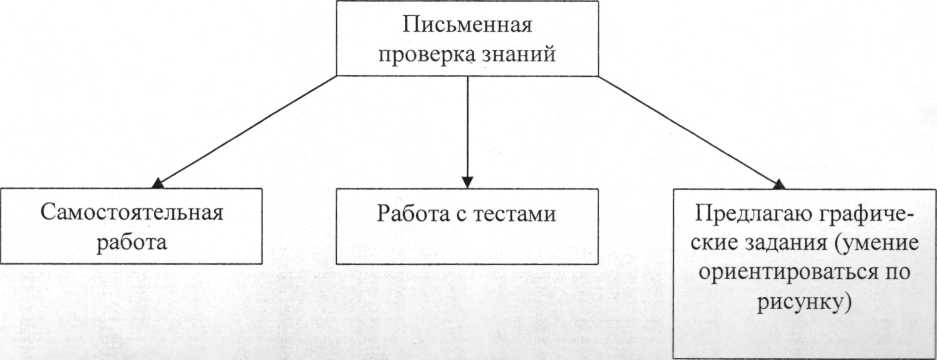 Письменная
проверка знаний
Самостоятельная
работа
Работа с тестами
Предлагаю графиче-
ские задания (умение
ориентироваться по
рисунку)